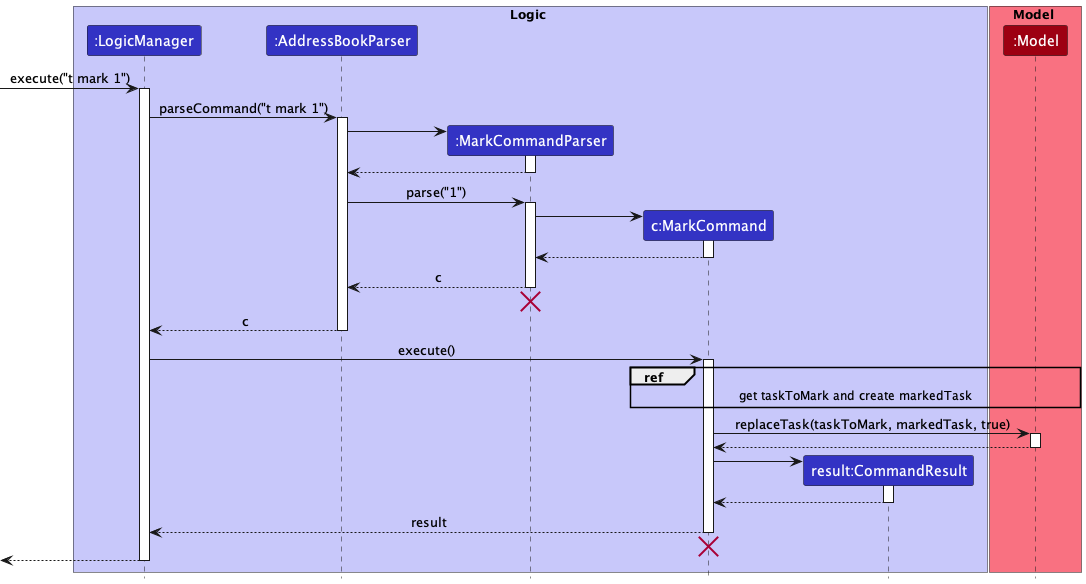 Logic
Model
:LogicManager
:AddressBookParser
:Model
execute("t mark 1")
parseCommand("t mark 1")
:MarkCommandParser
parse("1")
c:MarkCommand
c
c
execute()
ref
get taskToMark and create markedTask
replaceTask(taskToMark, markedTask, true)
result:CommandResult
result